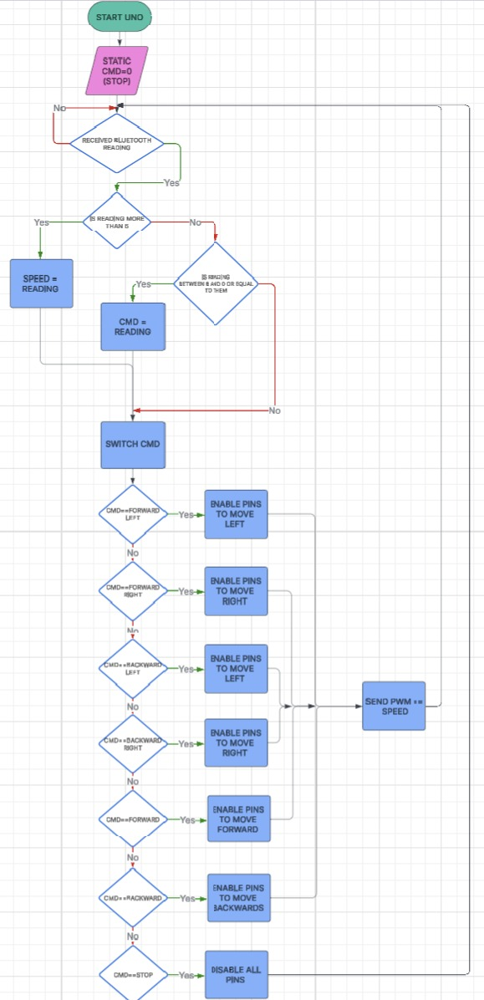 START UNO
STATIC
CMD=0
(STOP)
No
RECEIVED BLUETOOTH
READING
Yes
IS READING MORE
THAN 6
Yes
No
IS READING
BETWEEN 6 AND 0 OR EQUAL
TO THEM
SPEED =
READING
Yes
CMD =
READING
No
SWITCH CMD
CMD==FORWARD
LEFT
Yes
ENABLE PINS
TO MOVE
LEFT
No
CMD==FORWARD
RIGHT
Yes
ENABLE PINS
TO MOVE
RIGHT
No
CMD==BACKWARD
LEFT
Yes
ENABLE PINS
TO MOVE
LEFT
SEND PWM ==
SPEED
No
CMD==BACKWARD
RIGHT
Yes
ENABLE PINS
TO MOVE
RIGHT
No
CMD==FORWARD
Yes
ENABLE PINS
TO MOVE
FORWARD
No
CMD==BACKWARD
Yes
ENABLE PINS
TO MOVE
BACKWARDS
No
CMD==STOP
Yes
DISABLE ALL
PINS